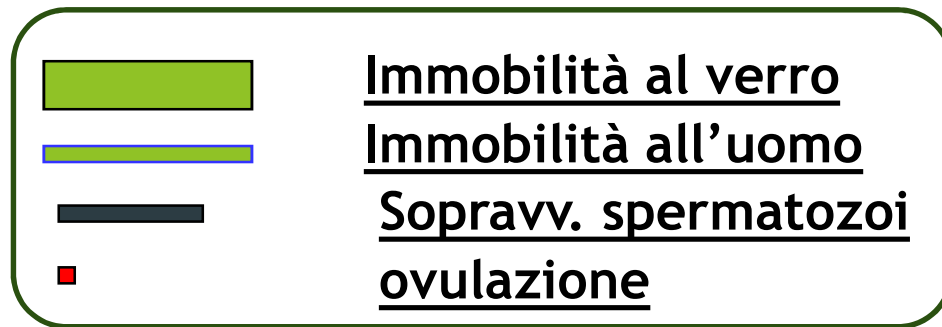 Immobilità al verro
Immobilità all’uomo
Sopravv. spermatozoi
ovulazione